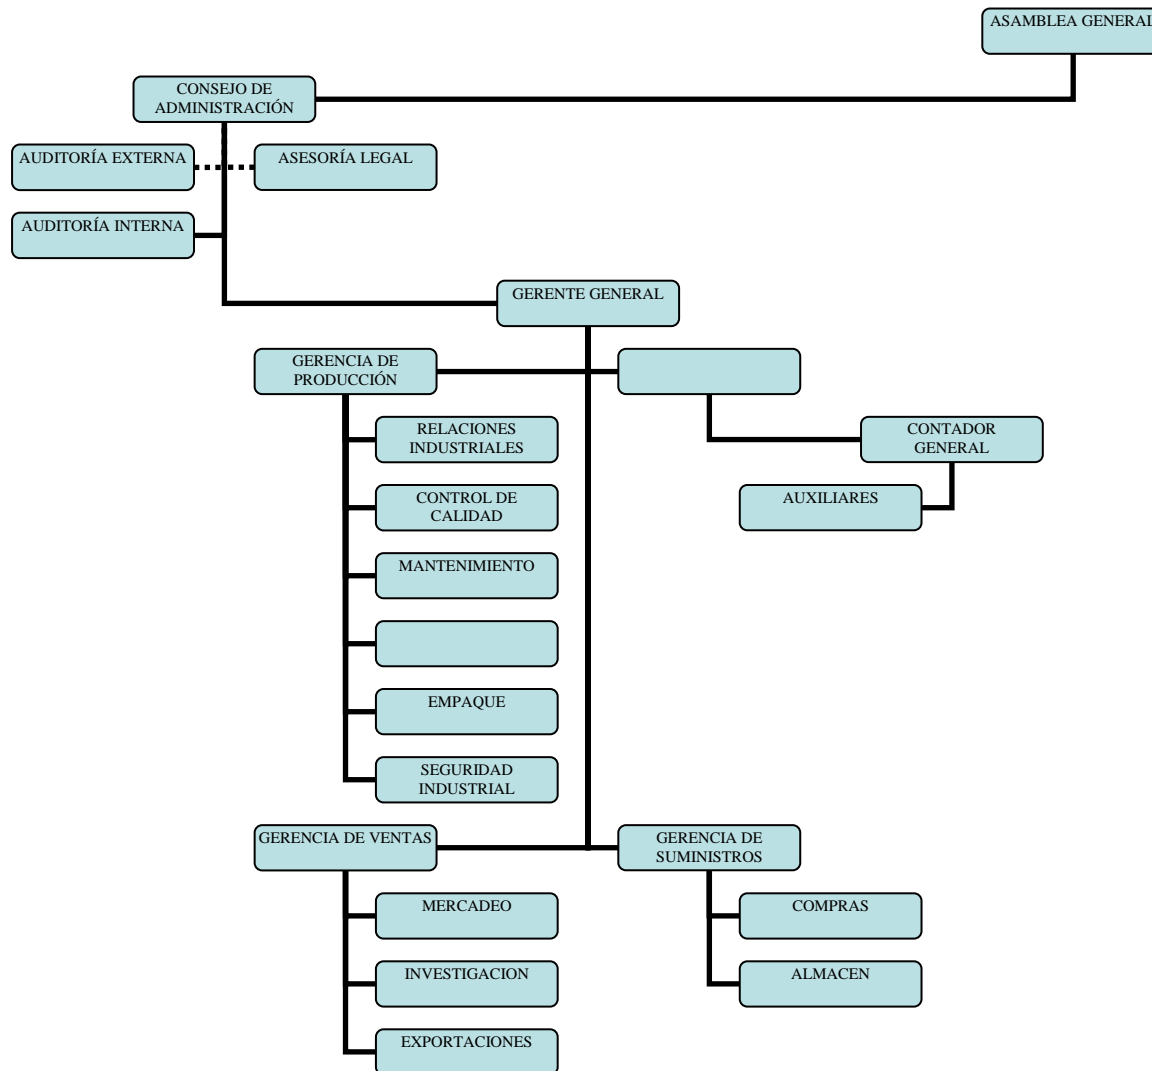 ASAMBLEA GENERAL
CONSEJO DE
ADMINISTRACIÓN
AUDITORÍA EXTERNA
ASESORÍA LEGAL
AUDITORÍA INTERNA
GERENTE GENERAL
GERENCIA DE
PRODUCCIÓN
RELACIONES
INDUSTRIALES
CONTADOR
GENERAL
CONTROL DE
CALIDAD
AUXILIARES
MANTENIMIENTO
EMPAQUE
SEGURIDAD
INDUSTRIAL
GERENCIA DE VENTAS
GERENCIA DE
SUMINISTROS
MERCADEO
COMPRAS
INVESTIGACION
ALMACEN
EXPORTACIONES